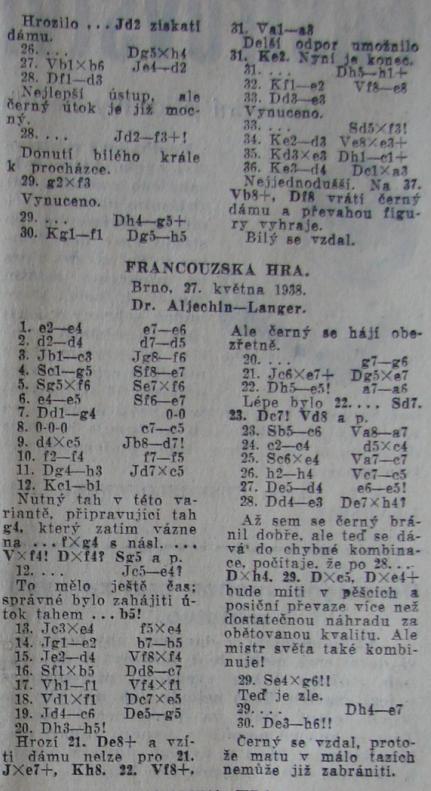 Hrozilo ... Jd2 získati
dámu.
26. ... Dg5×h4
27. Vb1×b6 Je4—d2
28. Df1—d3
Nejlepší ústup, ale
černý útok je již moc-
ný.
28. ... Jd2—f3+!
Donutí bílého krále
k procházce.
29. g2×f3
Vynuceno.
29. ... Dh4—g5+
30. Kg1—f1 Dg5—h5
31. Va1—a3
Delší odpor umožnilo
31. Ke2. Nyní je konec.
31. ... Dh5—h1+
32. Kf1—e2 Vf8—e8
33. Dd3—e3
Vynuceno.
33. ... Sd5×f3!
34. Ke2—d3 Ve8×e3+
35. Kd3×e3 Dh1—c1+
36. Ke3—d4 Dc1×a3
Nejjednodušší. Na 37.
Vb8+, Df8 vrátí černý
dámu a převahou figu-
ry vyhraje.
Bílý se vzdal.
FRANCOUZSKA HRA.
Brno, 27. května 1938.
Dr. Aljechin—Langer.
1. e2—e4 e7—e6
2. d2—d4 d7—d5
3. Jb1—c3 Jg8—f6
4. Sc1—g5 Sf8—e7
5. Sg5×f6 Se7×f6
6. e4—e5 Sf6—e7
7. Dd1—g4 0-0
8. 0-0-0 c7—c5
9. d4×c5 Jb8—d7!
10. f2—f4 f7—f5
11. Dg4—h3 Jd7×c5
12. Kc1—b1
Nutný tah v této va-
riantě, připravující tah
g4, který zatím vázne
na ... f×g4 s násl. ...
V×f4! D×f4? Sg5 a p.
12. ... Jc5—e4?
To mělo ještě čas;
správné bylo zahájiti ú-
tok tahem ... b5!
13. Jc3×e4 f5×e4
14. Jg1—e2 b7—b5
15. Je2—d4 Vf8×f4
16. Sf1×b5 Dd8—c7
17. Vh1—f1 Vf4×f1
18. Vd1×f1 Dc7×e5
19. Jd4—c6 De5—g5
20. Dh3—h5!
Hrozí 21. De8+ a vzí-
ti dámu nelze pro 21.
J×e7+, Kh8. 22. Vf8+.
Ale černý se hájí obe-
zřetně.
20. ... g7—g6
21. Jc6×e7+ Dg5×e7
22. Dh5—e5! a7—a6
Lépe bylo 22. ... Sd7.
23. Dc7! Vd8 a p.
23. Sb5—c6 Va8—a7
24. c2—c4 d5×c4
25. Sc6×e4 Va7—c7
26. h2—h4 Vc7—c5
27. De5—d4 e6—e5!
28. Dd4—e3 De7×h4?
Až sem se černý brá-
nil dobře, ale teď se dá-
vá do chybné kombina-
ce, počítaje, že po 28. ...
D×h4. 29. D×c5, D×e4+
bude míti v pěšcích a
posiční převaze více než
dostatečnou náhradu za
obětovanou kvalitu. Ale
mistr světa také kombi-
nuje!
29. Se4×g6!!
Teď je zle.
29. ... Dh4—e7
30. De3—h6!!
Černý se vzdal, proto-
že matu v málo tazích
nemůže již zabrániti.